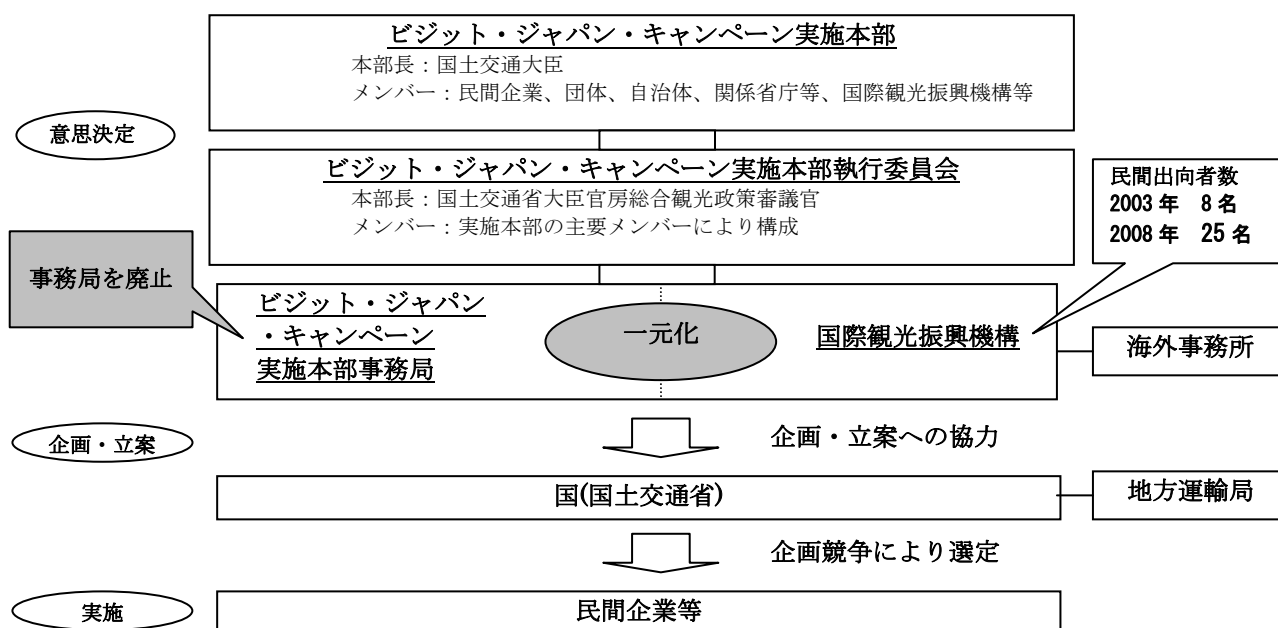 ビジット・ジャパン・キャンペーン実施本部
本部長：国土交通大臣
メンバー：民間企業、団体、自治体、関係省庁等、国際観光振興機構等
意思決定
ビジット・ジャパン・キャンペーン実施本部執行委員会
本部長：国土交通省大臣官房総合観光政策審議官
メンバー：実施本部の主要メンバーにより構成
民間出向者数
2003年 8名
2008年 25名
事務局を廃止
ビジット・ジャパン
・キャンペーン
実施本部事務局
一元化
国際観光振興機構
海外事務所
企画・立案
企画・立案への協力
国(国土交通省)
地方運輸局
企画競争により選定
実施
民間企業等